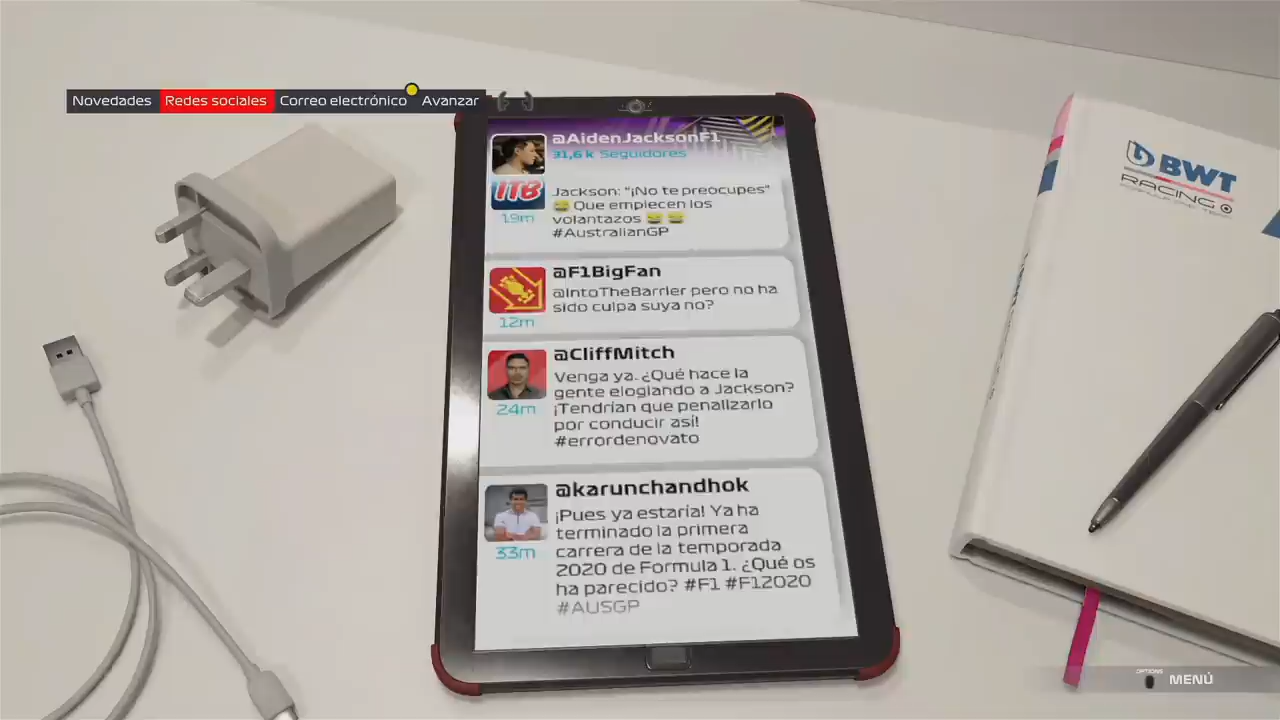 Novedades
Redes sociales
Correo electrónico
Avanzar
@AidenJacksonF1
31,6 k Seguidores
ITB
Jackson: "¡No te preocupes"
😂 Que empiecen los
volantazos 😂 😂
#AustralianGP
19m
@F1BigFan
@IntoTheBarrier pero no ha
sido culpa suya no?
12m
@CliffMitch
Venga ya. ¿Qué hace la
gente elogiando a Jackson?
¡Tendrían que penalizarlo
por conducir así!
#errordenovato
24m
@karunchandhok
¡Pues ya estaría! Ya ha
terminado la primera
carrera de la temporada
2020 de Formula 1. ¿Qué os
ha parecido? #F1 #F12020
#AUSGP
33m
BWT
RACING
OPTIONS
MENÚ